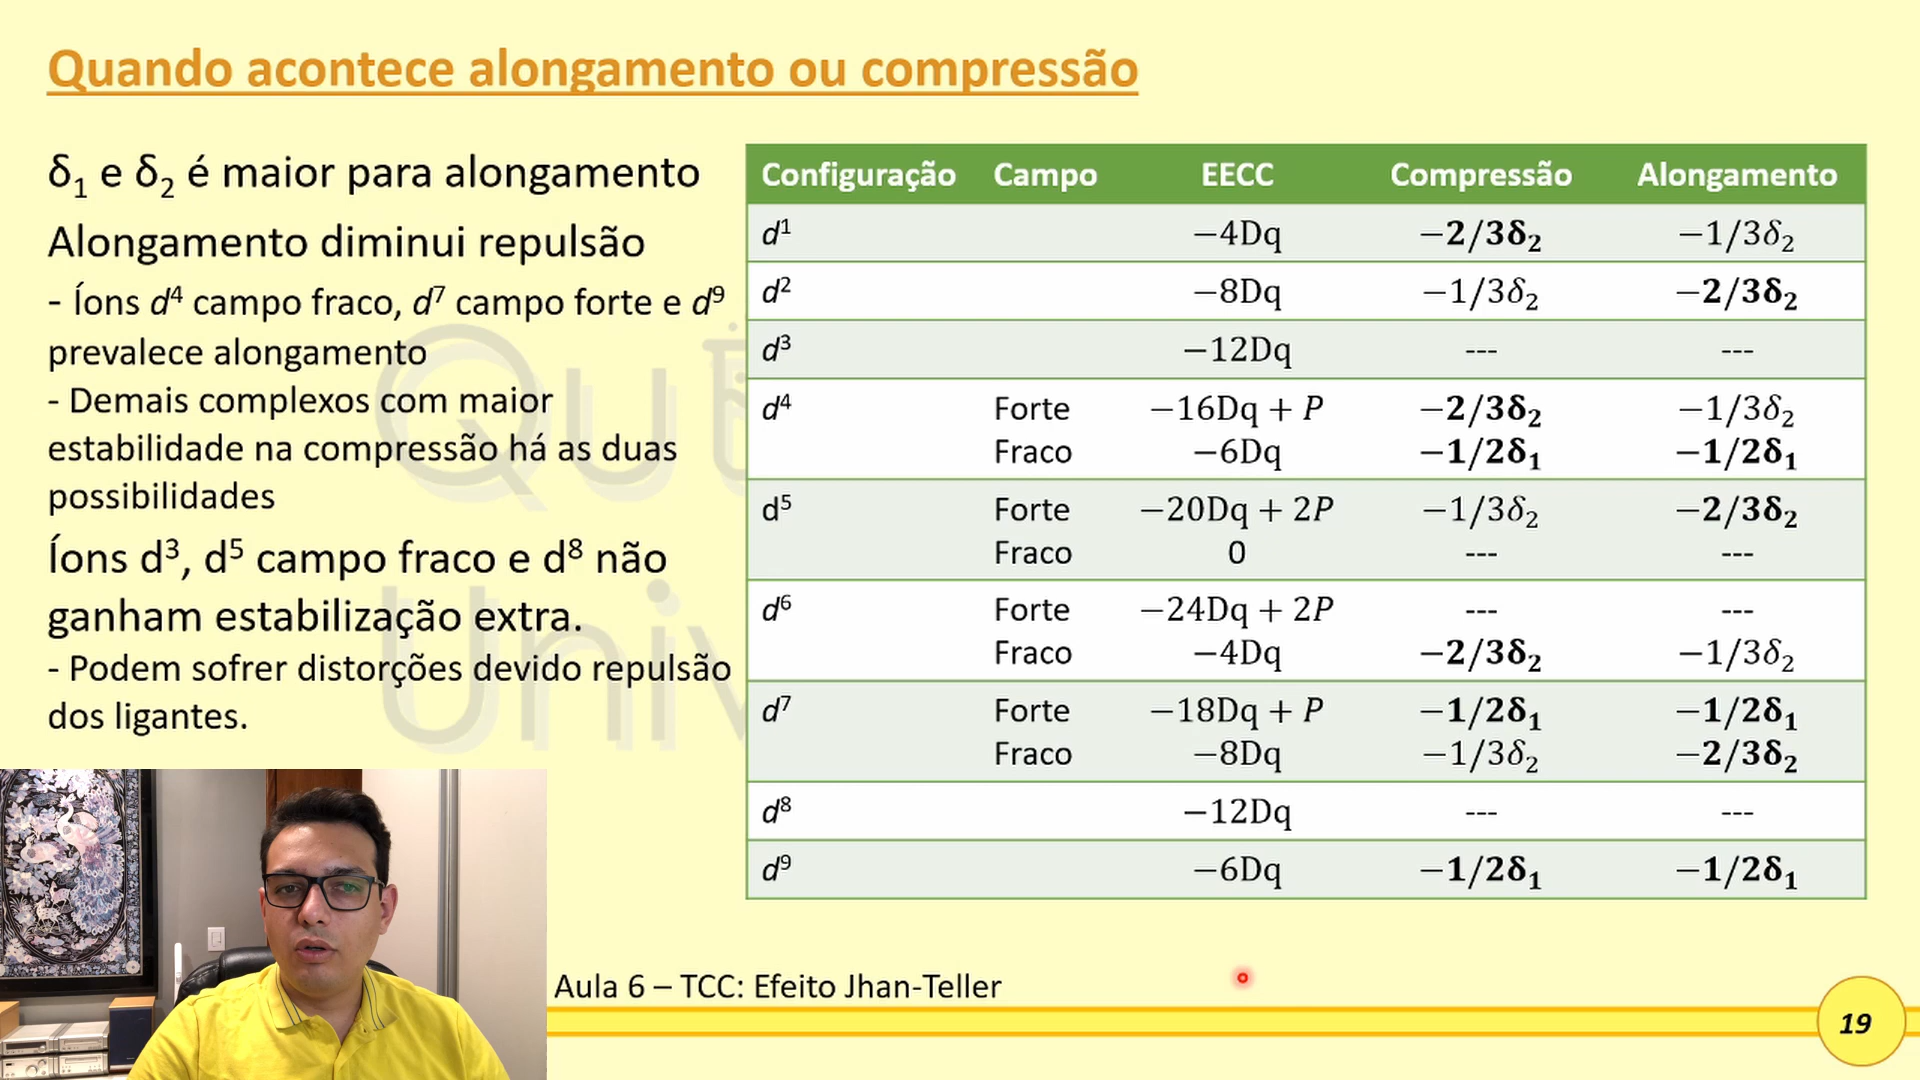 Quando acontece alongamento ou compressão
δ₁ e δ₂ é maior para alongamento
Alongamento diminui repulsão
- Íons d⁴ campo fraco, d⁷ campo forte e d⁹
prevalece alongamento
- Demais complexos com maior
estabilidade na compressão há as duas
possibilidades
Íons d³, d⁵ campo fraco e d⁸ não
ganham estabilização extra.
- Podem sofrer distorções devido repulsão
dos ligantes.
Configuração Campo EECC Compressão Alongamento
d¹ −4Dq −2/3δ₂ −1/3δ₂
d² −8Dq −1/3δ₂ −2/3δ₂
d³ −12Dq --- ---
d⁴ Forte −16Dq + P −2/3δ₂ −1/3δ₂
Fraco −6Dq −1/2δ₁ −1/2δ₁
d⁵ Forte −20Dq + 2P −1/3δ₂ −2/3δ₂
Fraco 0 --- ---
d⁶ Forte −24Dq + 2P --- ---
Fraco −4Dq −2/3δ₂ −1/3δ₂
d⁷ Forte −18Dq + P −1/2δ₁ −1/2δ₁
Fraco −8Dq −1/3δ₂ −2/3δ₂
d⁸ −12Dq --- ---
d⁹ −6Dq −1/2δ₁ −1/2δ₁
Aula 6 – TCC: Efeito Jhan-Teller
19